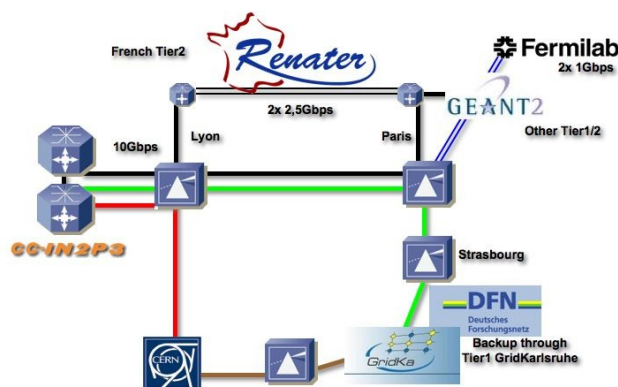 French Tier2
Renater
Fermilab
2x 1Gbps
2x 2,5Gbps
GEANT2
Other Tier1/2
Lyon
Paris
10Gbps
CC-IN2P3
Strasbourg
DFN
Deutsches
Forschungsnetz
CERN
GridKa
Backup through
Tier1 GridKarlsruhe